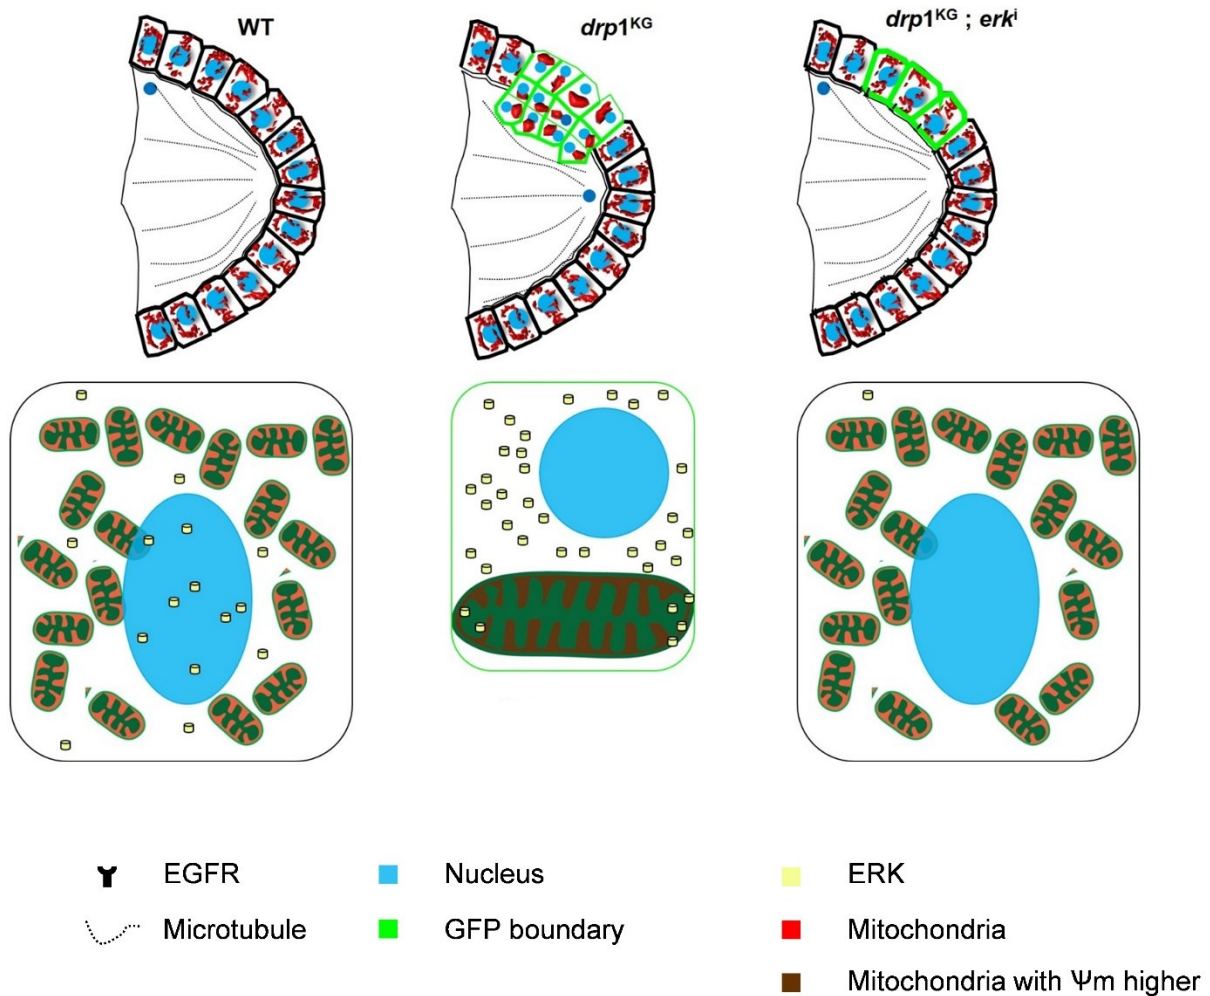 WT
drp1ᴷᴳ
drp1ᴷᴳ ; erkⁱ
EGFR
Nucleus
ERK
Microtubule
GFP boundary
Mitochondria
Mitochondria with Ψm higher